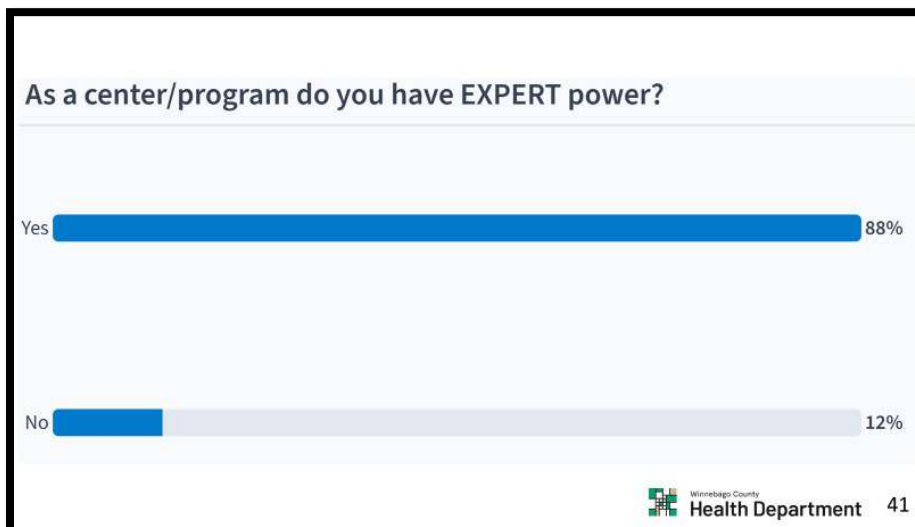 As a center/program do you have EXPERT power?
Yes 88%
No 12%
Winnebago County
Health Department 41